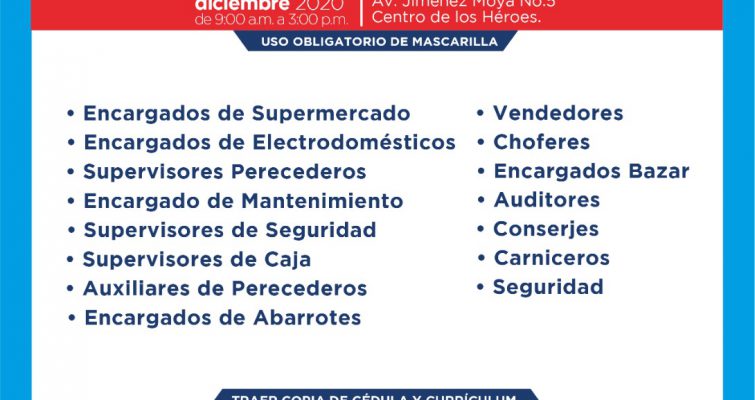 diciembre 2020
de 9:00 a.m. a 3:00 p.m.
Av. Jiménez Moya No.5
Centro de los Héroes.
USO OBLIGATORIO DE MASCARILLA
• Encargados de Supermercado
• Encargados de Electrodomésticos
• Supervisores Perecederos
• Encargado de Mantenimiento
• Supervisores de Seguridad
• Supervisores de Caja
• Auxiliares de Perecederos
• Encargados de Abarrotes
• Vendedores
• Choferes
• Encargados Bazar
• Auditores
• Conserjes
• Carniceros
• Seguridad
TRAER COPIA DE CÉDULA Y CURRÍCULUM